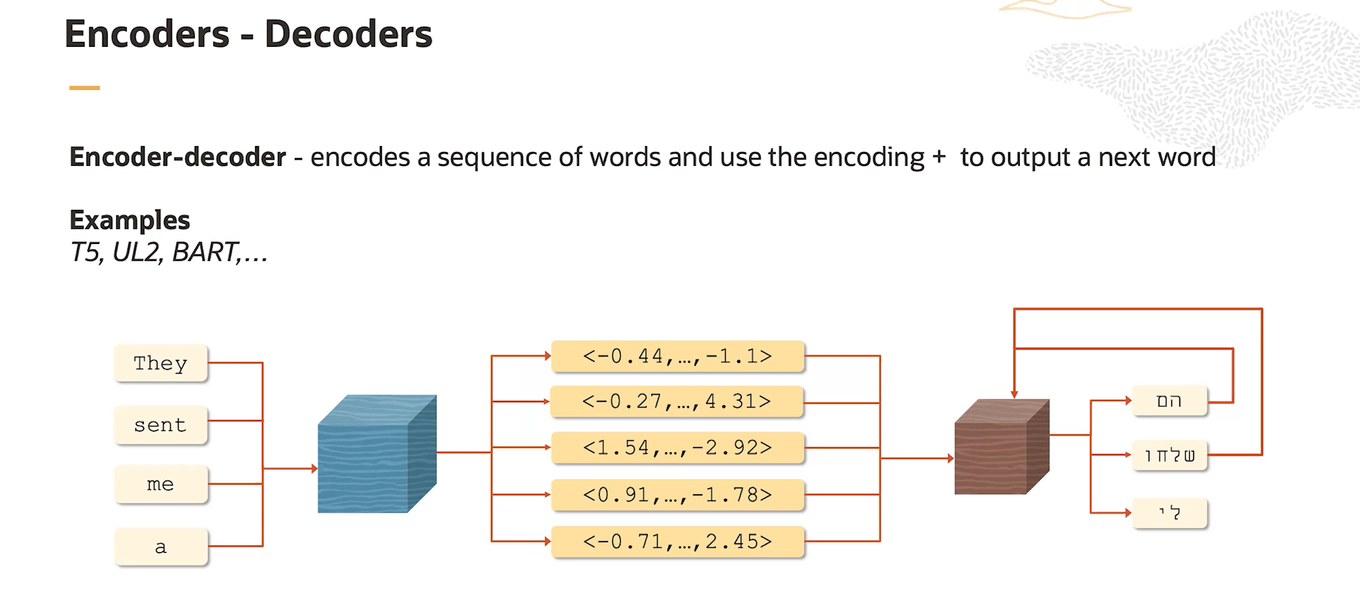 Encoders - Decoders
Encoder-decoder - encodes a sequence of words and use the encoding + to output a next word
Examples
T5, UL2, BART,...
They
sent
me
a
<-0.44,…,-1.1>
<-0.27,…,4.31>
<1.54,…,-2.92>
<0.91,…,-1.78>
<-0.71,…,2.45>
הם
שלחו
לי